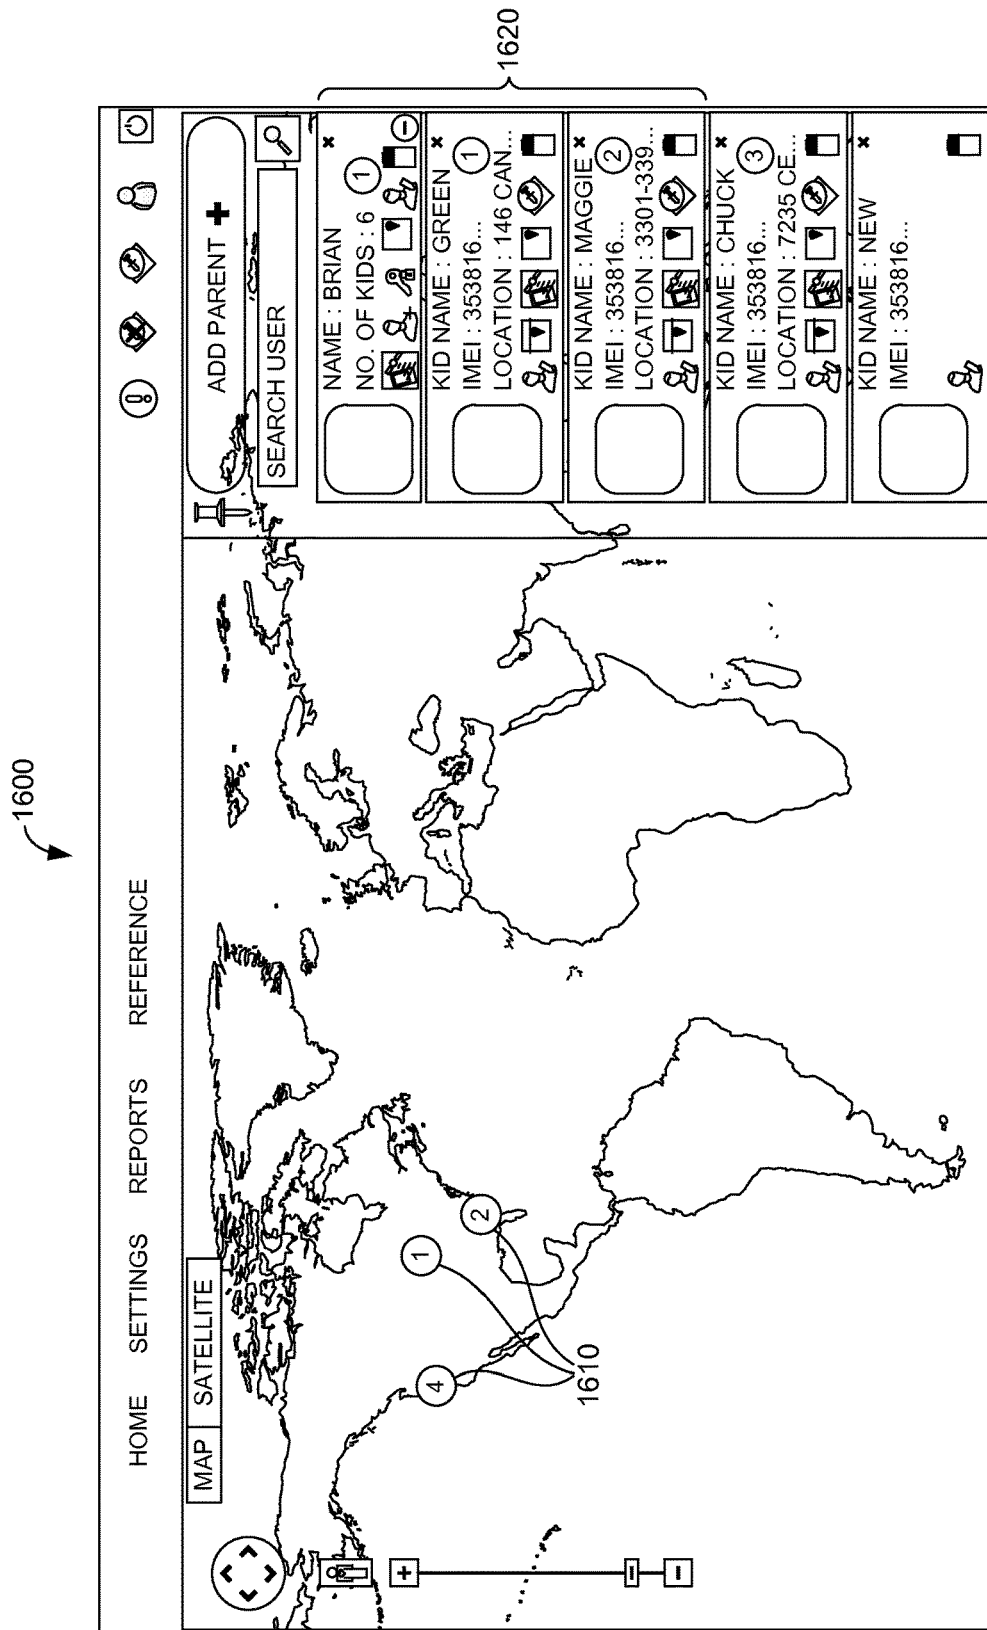 1600
HOME SETTINGS REPORTS REFERENCE
MAP SATELLITE
ADD PARENT +
SEARCH USER
NAME : BRIAN ×
NO. OF KIDS : 6 1
KID NAME : GREEN ×
IMEI : 353816... 1
LOCATION : 146 CAN...
KID NAME : MAGGIE ×
IMEI : 353816... 2
LOCATION : 3301-339...
KID NAME : CHUCK ×
IMEI : 353816... 3
LOCATION : 7235 CE...
KID NAME : NEW ×
IMEI : 353816...
1620
4
1
2
1610